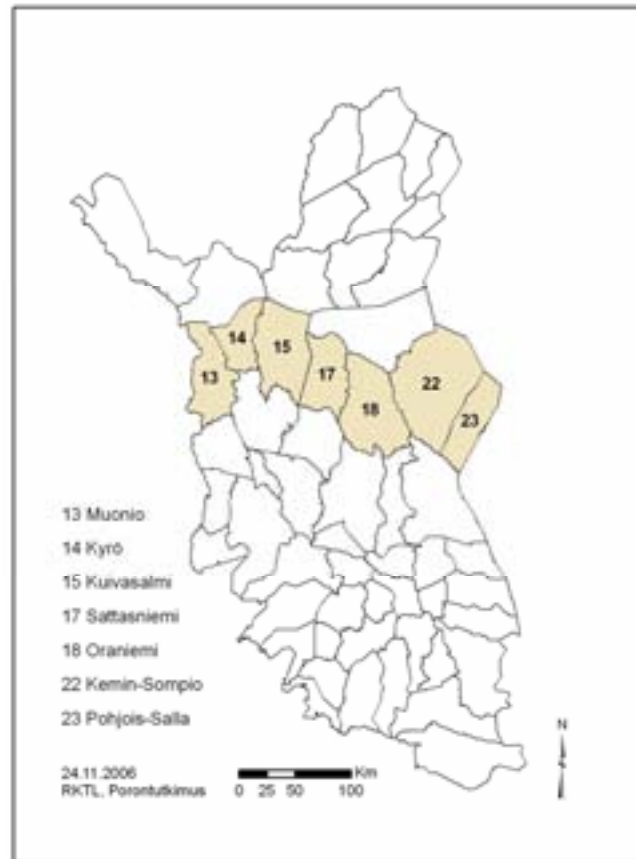 14
15
13
17
22
18
23
13 Muonio
14 Kyrö
15 Kuivasalmi
17 Sattasniemi
18 Oraniemi
22 Kemin-Sompio
23 Pohjois-Salla
24.11.2006
RKTL, Porontutkimus
Km
0 25 50 100
N